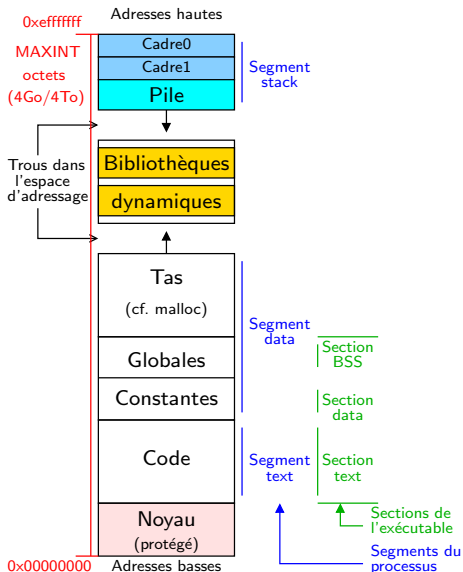 Adresses hautes
0xefffffff
MAXINT
octets
(4Go/4To)
Cadre0
Cadre1
Pile
Segment
stack
Trous dans
l'espace
d'adressage
Bibliothèques
dynamiques
Tas
(cf. malloc)
Globales
Constantes
Segment
data
Section
BSS
Section
data
Code
Segment
text
Section
text
Noyau
(protégé)
Sections de
l'exécutable
Segments du
processus
0x00000000
Adresses basses